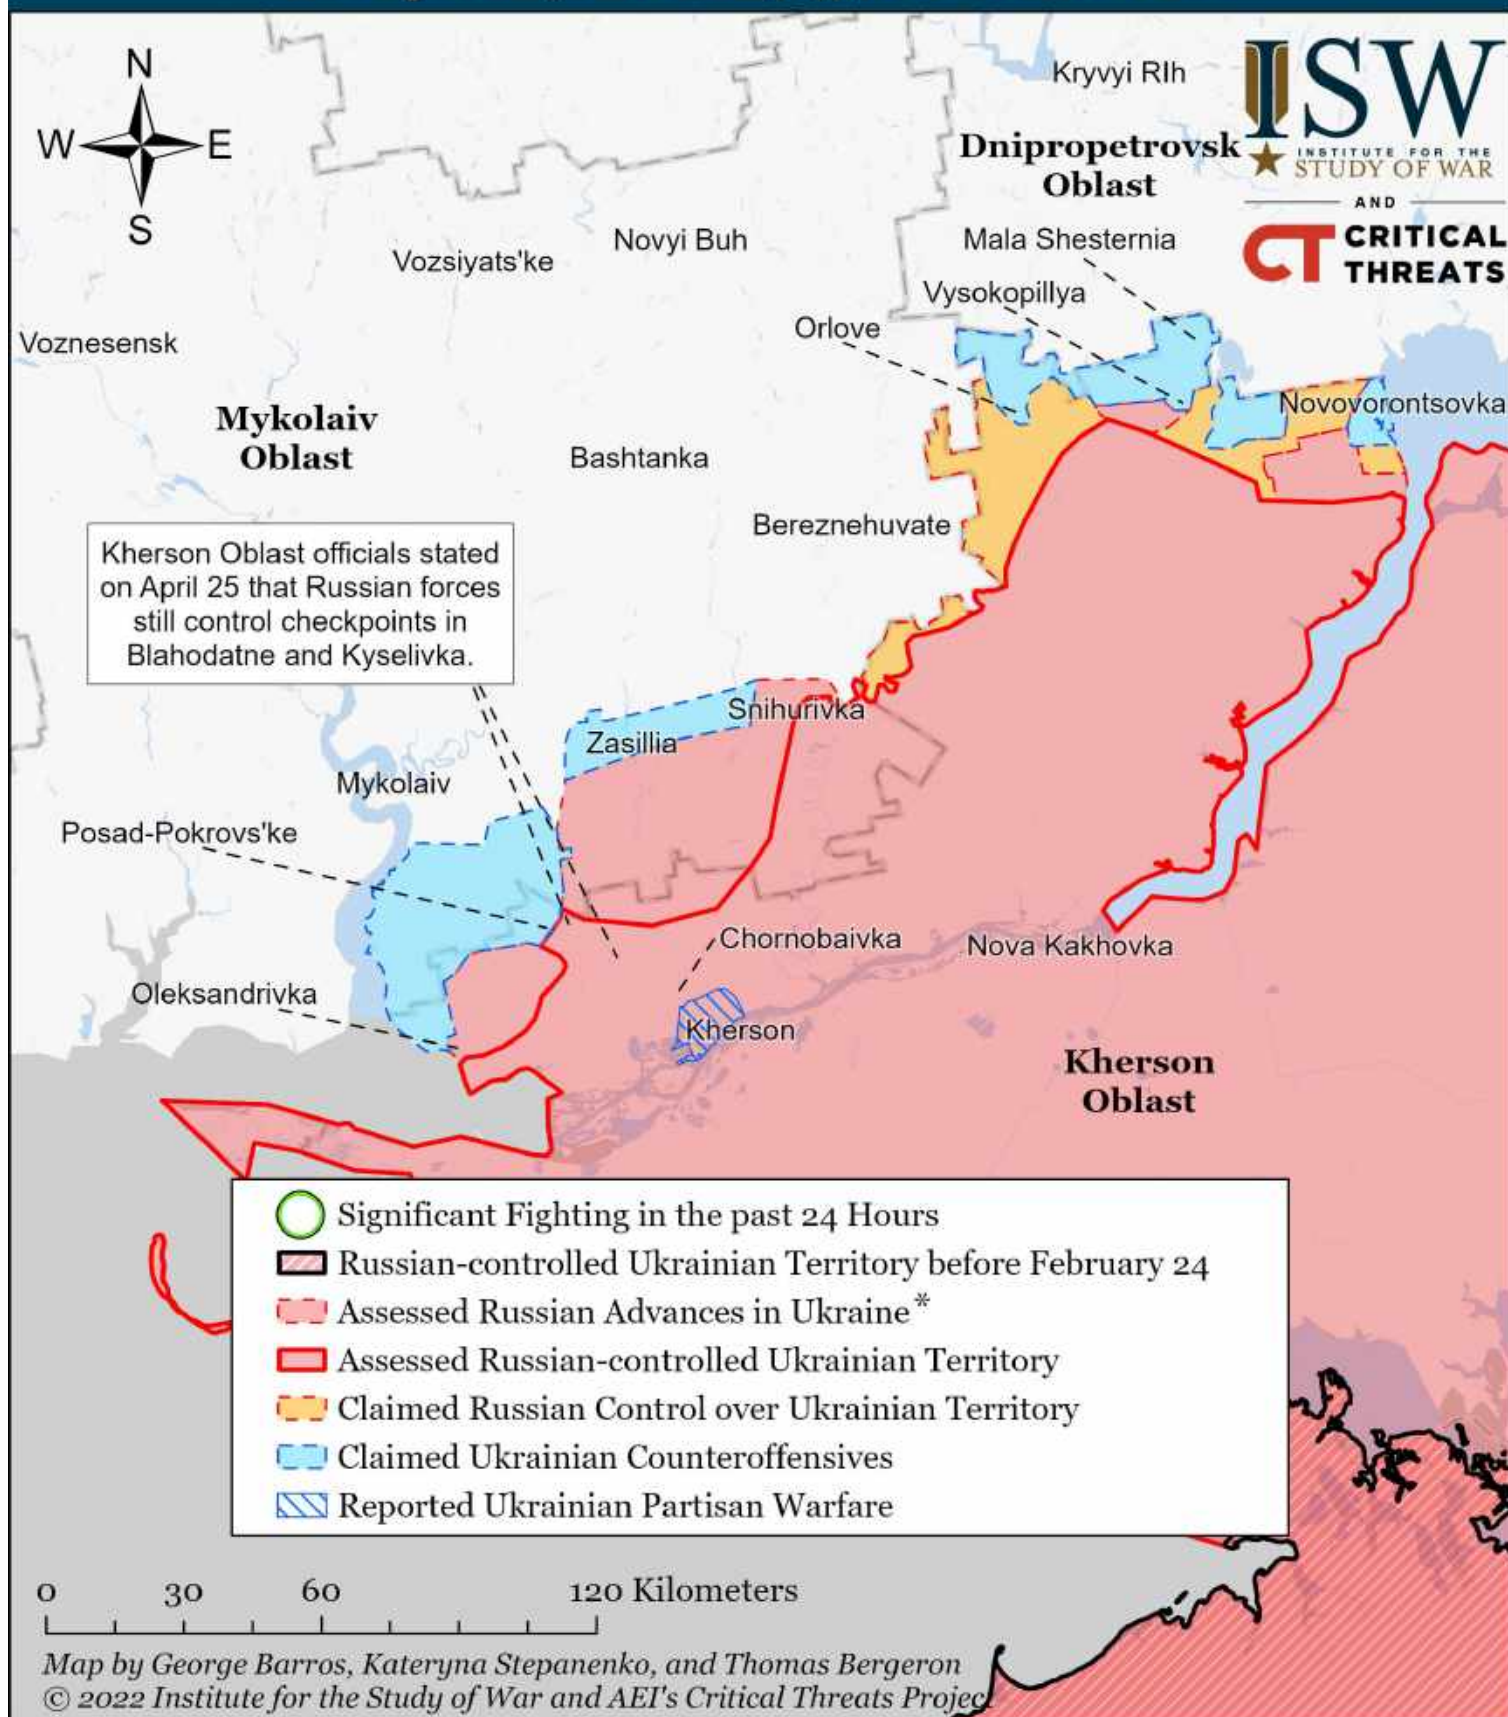 N
W E
S
Kryvyi RIh
Dnipropetrovsk
Oblast
ISW
INSTITUTE FOR THE
STUDY OF WAR
AND
CT CRITICAL
THREATS
Mala Shesternia
Novyi Buh
Vozsiyats'ke
Vysokopillya
Orlove
Voznesensk
Novovorontsovka
Mykolaiv
Oblast
Bashtanka
Bereznehuvate
Kherson Oblast officials stated
on April 25 that Russian forces
still control checkpoints in
Blahodatne and Kyselivka.
Snihurivka
Zasillia
Mykolaiv
Posad-Pokrovs'ke
Chornobaivka
Nova Kakhovka
Oleksandrivka
Kherson
Kherson
Oblast
Significant Fighting in the past 24 Hours
Russian-controlled Ukrainian Territory before February 24
Assessed Russian Advances in Ukraine*
Assessed Russian-controlled Ukrainian Territory
Claimed Russian Control over Ukrainian Territory
Claimed Ukrainian Counteroffensives
Reported Ukrainian Partisan Warfare
0 30 60 120 Kilometers
Map by George Barros, Kateryna Stepanenko, and Thomas Bergeron
© 2022 Institute for the Study of War and AEI's Critical Threats Project